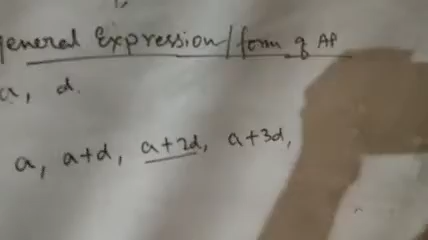 General Expression/form of AP
a, d.
a, a+d, a+2d, a+3d,